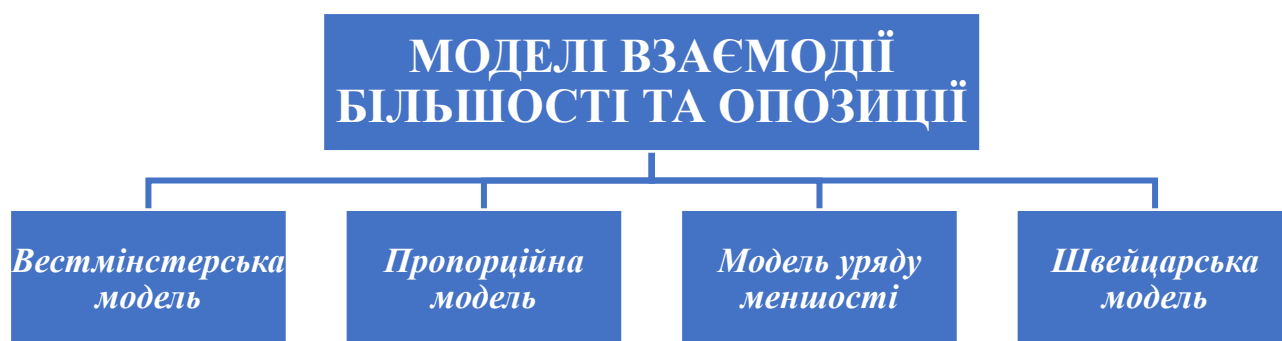 МОДЕЛІ ВЗАЄМОДІЇ
БІЛЬШОСТІ ТА ОПОЗИЦІЇ
Вестмінстерська
модель
Пропорційна
модель
Модель уряду
меншості
Швейцарська
модель